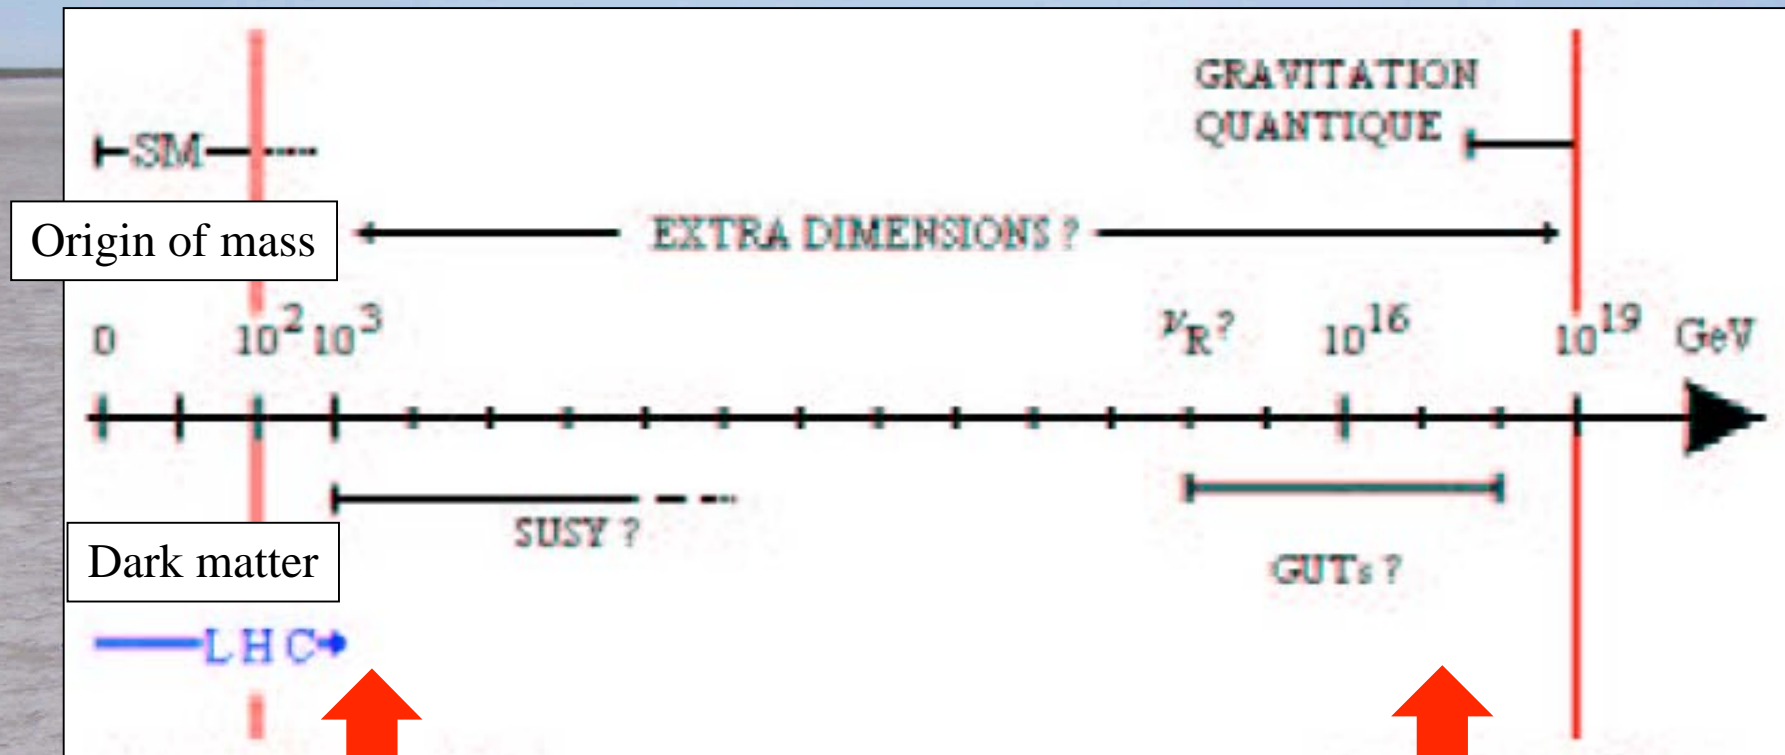 GRAVITATION
QUANTIQUE
SM
Origin of mass
EXTRA DIMENSIONS ?
0 10² 10³ νR? 10¹⁶ 10¹⁹ GeV
SUSY ?
Dark matter
GUTs ?
LHC